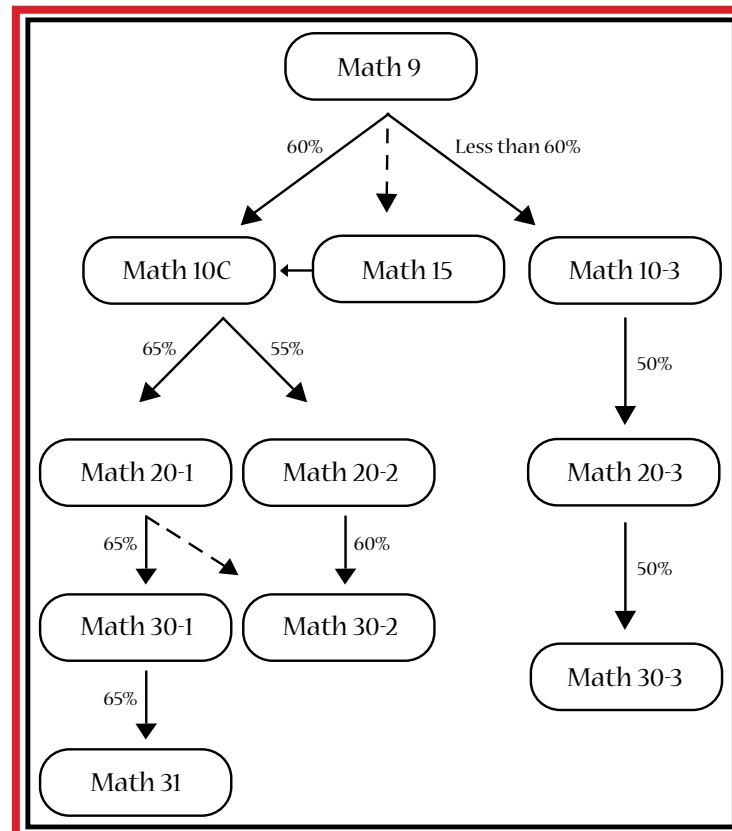 Math 9
60%
Less than 60%
Math 10C
Math 15
Math 10-3
65%
55%
50%
Math 20-1
Math 20-2
Math 20-3
65%
60%
50%
Math 30-1
Math 30-2
Math 30-3
65%
Math 31